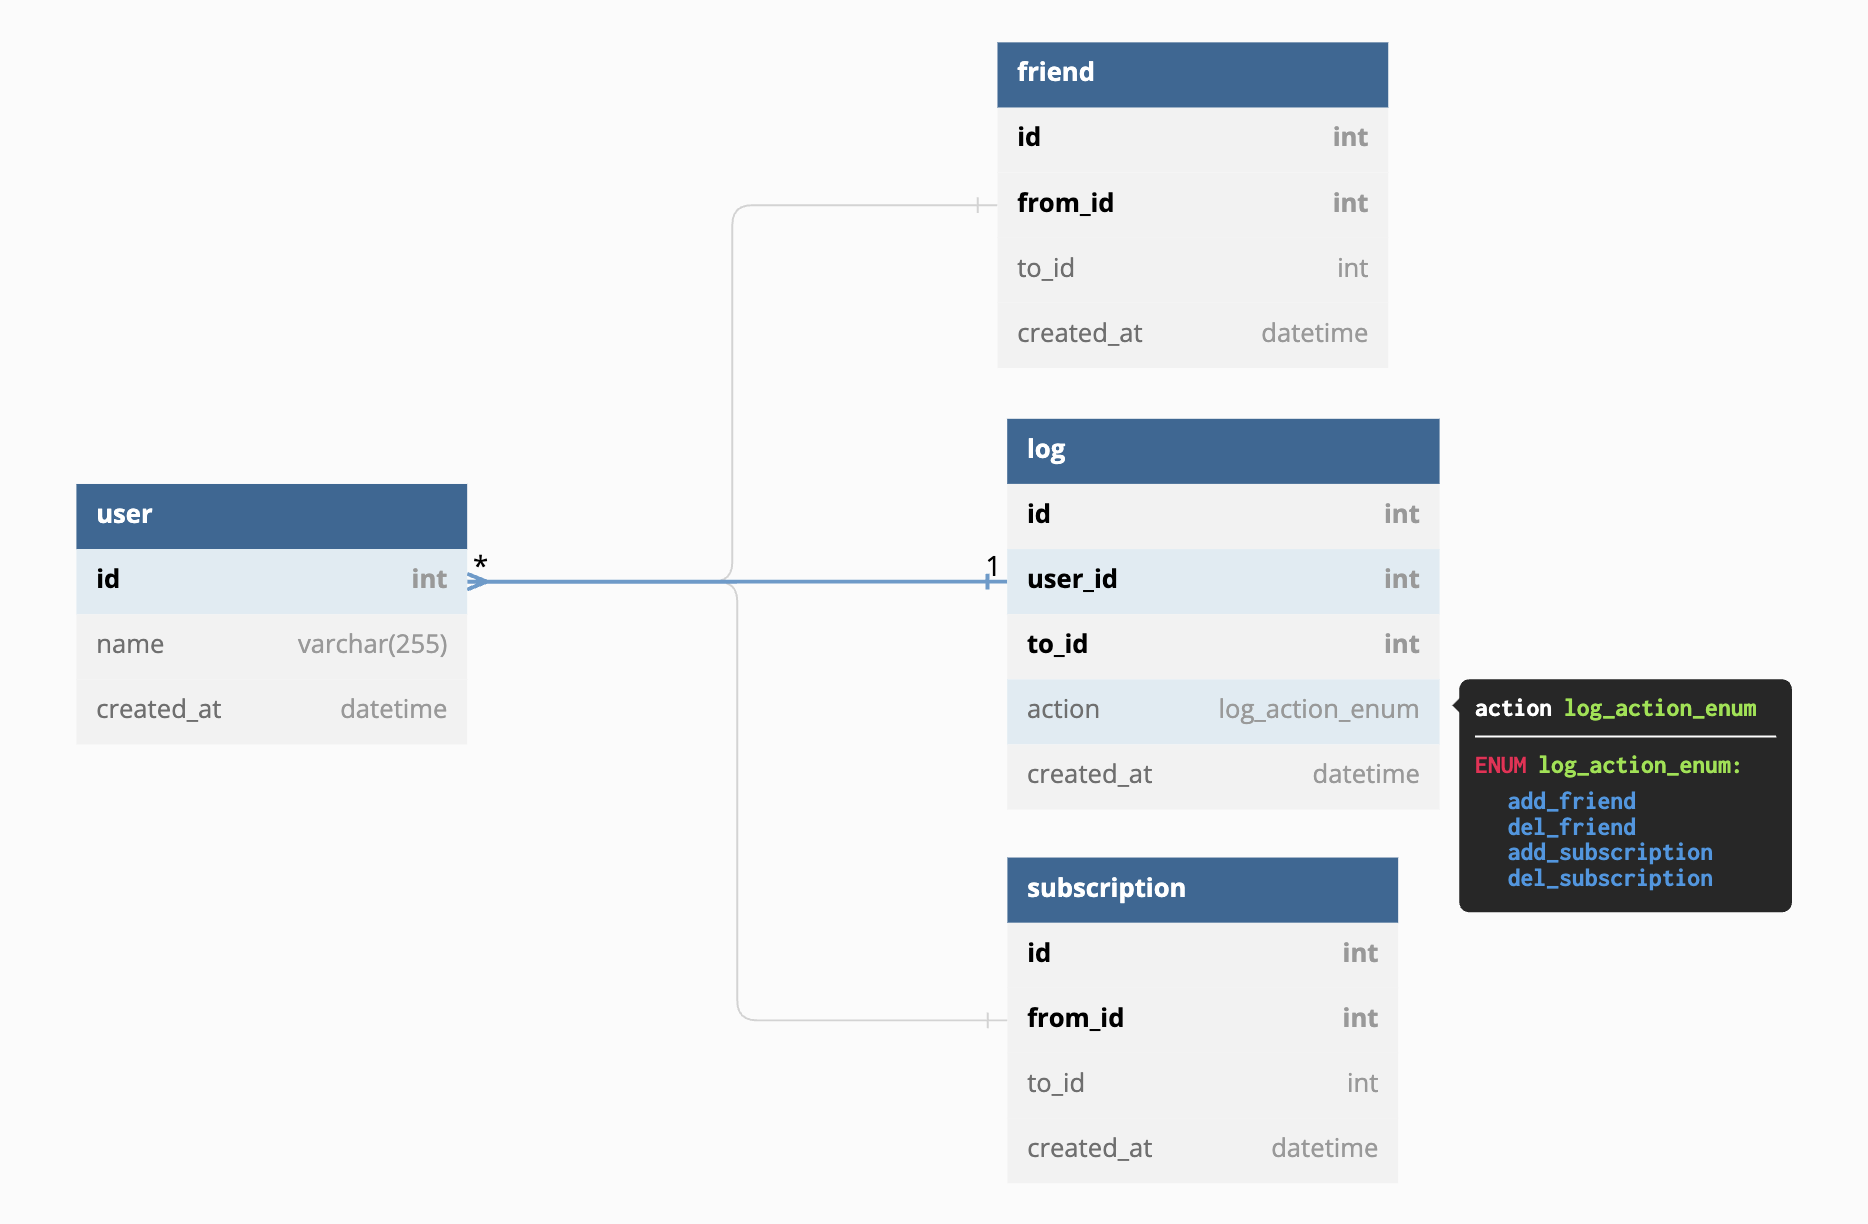 friend
id int
from_id int
to_id int
created_at datetime
log
id int
user_id int
to_id int
action log_action_enum
created_at datetime
user
id int
name varchar(255)
created_at datetime
* 1
action log_action_enum
ENUM log_action_enum:
add_friend
del_friend
add_subscription
del_subscription
subscription
id int
from_id int
to_id int
created_at datetime